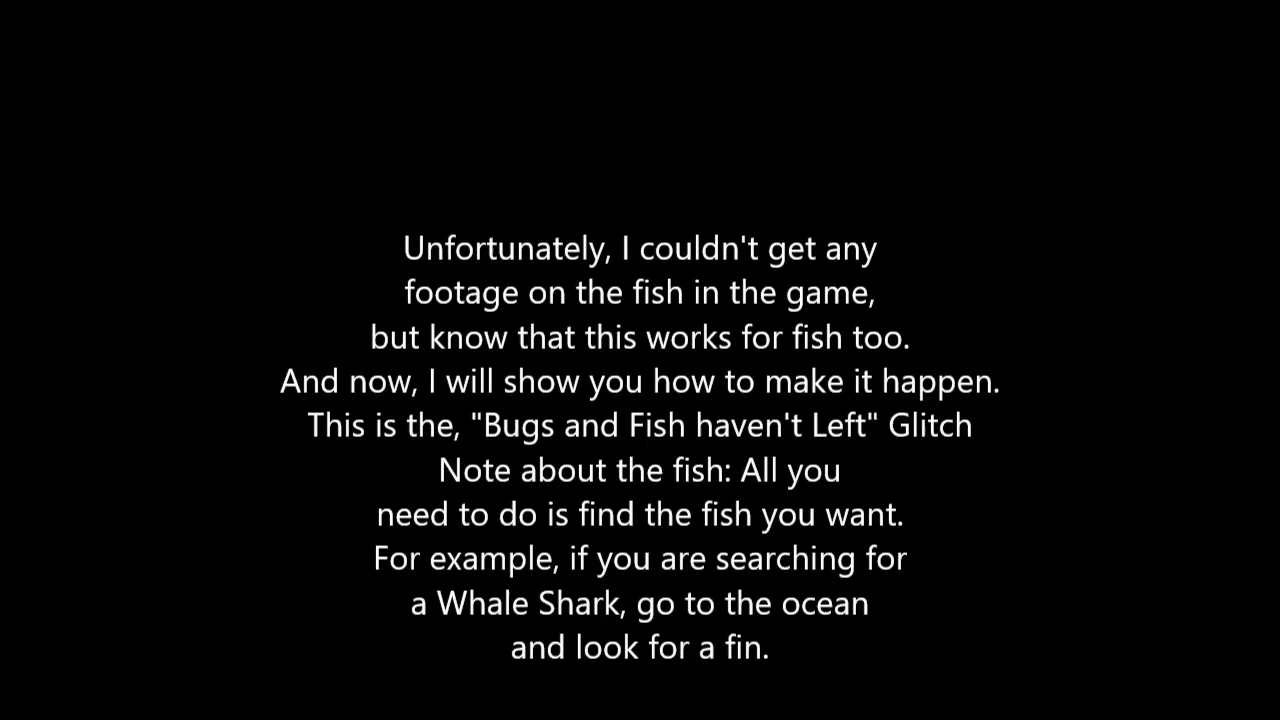 Unfortunately, I couldn't get any
footage on the fish in the game,
but know that this works for fish too.
And now, I will show you how to make it happen.
This is the, "Bugs and Fish haven't Left" Glitch
Note about the fish: All you
need to do is find the fish you want.
For example, if you are searching for
a Whale Shark, go to the ocean
and look for a fin.